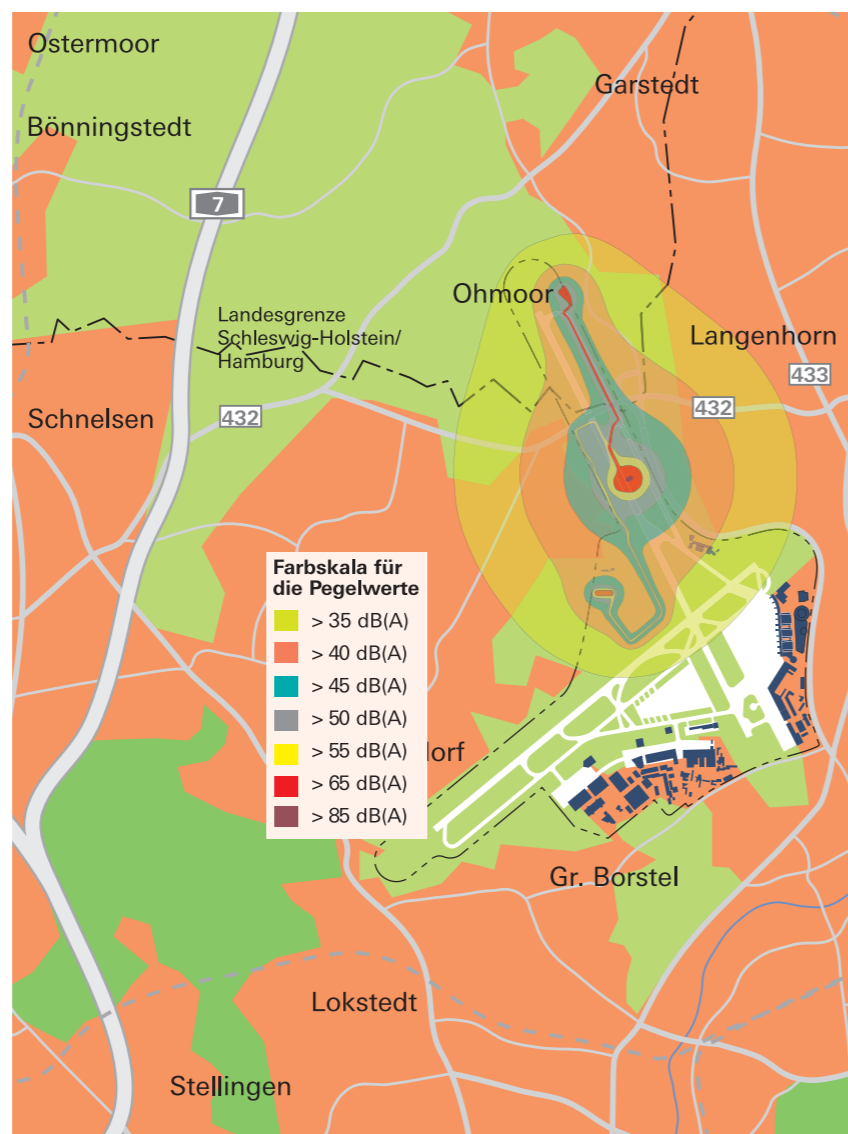 Ostermoor
Garstedt
Bönningstedt
7
Ohmoor
Landesgrenze
Schleswig-Holstein/
Hamburg
Langenhorn
433
432
432
Schnelsen
Farbskala für
die Pegelwerte
> 35 dB(A)
> 40 dB(A)
> 45 dB(A)
> 50 dB(A)
> 55 dB(A)
> 65 dB(A)
> 85 dB(A)
dorf
Gr. Borstel
Lokstedt
Stellingen